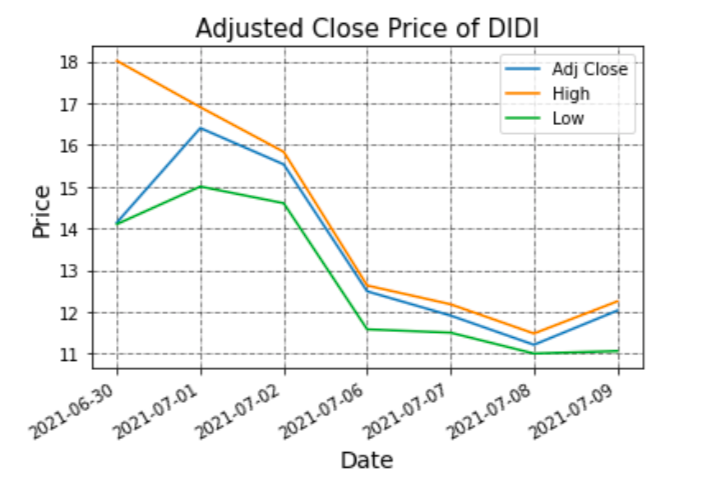 Adjusted Close Price of DIDI
Adj Close
High
Low
Price
18
17
16
15
14
13
12
11
2021-06-30
2021-07-01
2021-07-02
2021-07-06
2021-07-07
2021-07-08
2021-07-09
Date